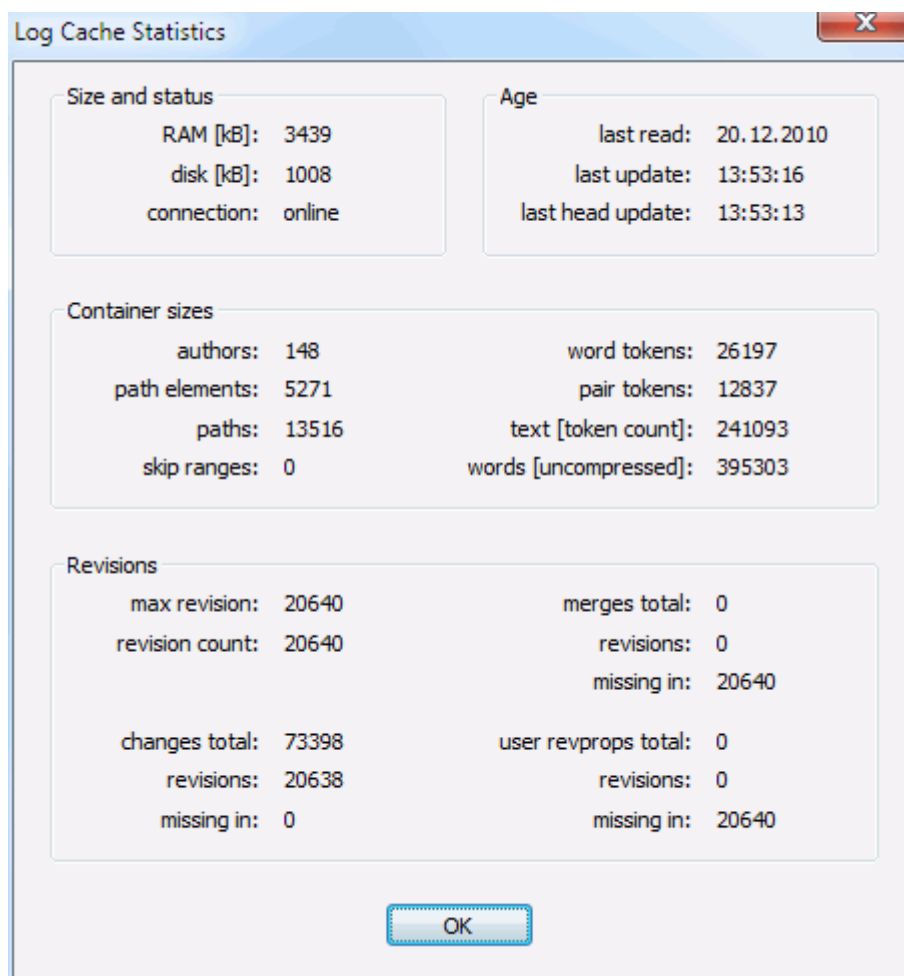 Log Cache Statistics
X
Size and status
RAM [kB]: 3439
disk [kB]: 1008
connection: online
Age
last read: 20.12.2010
last update: 13:53:16
last head update: 13:53:13
Container sizes
authors: 148 word tokens: 26197
path elements: 5271 pair tokens: 12837
paths: 13516 text [token count]: 241093
skip ranges: 0 words [uncompressed]: 395303
Revisions
max revision: 20640 merges total: 0
revision count: 20640 revisions: 0
missing in: 20640
changes total: 73398 user revprops total: 0
revisions: 20638 revisions: 0
missing in: 0 missing in: 20640
OK